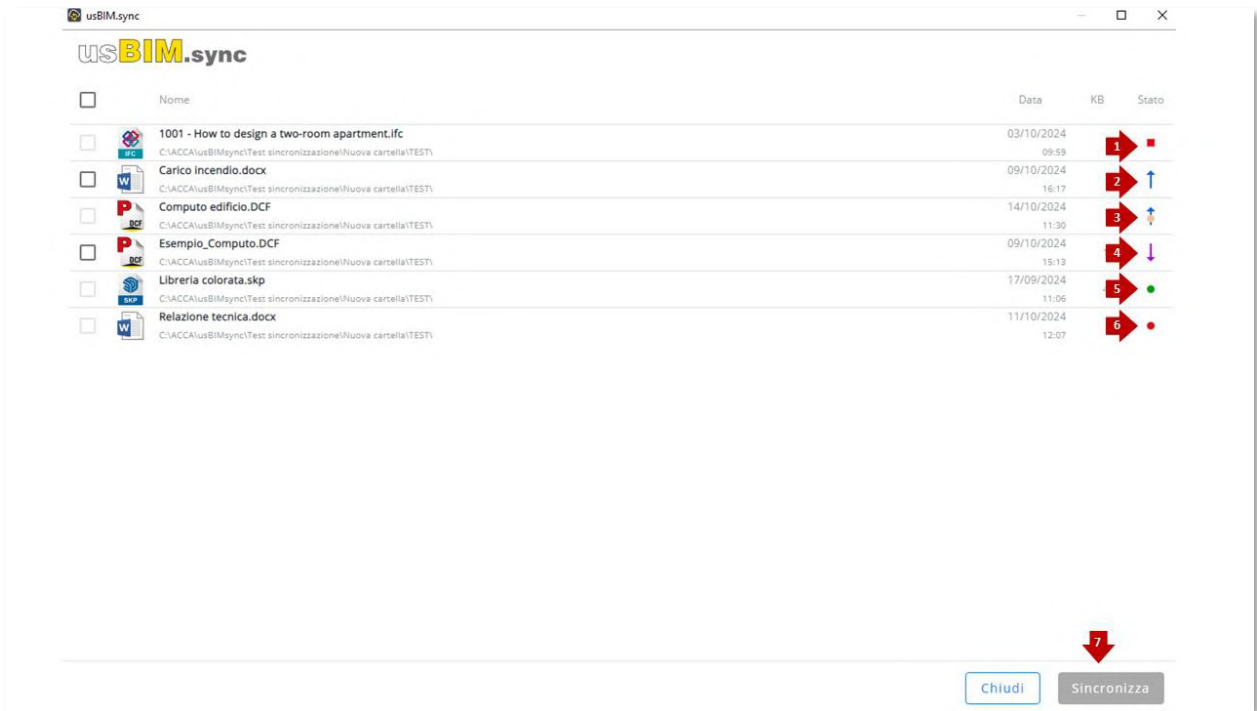 usBIM.sync
usBIM.sync
Nome Data KB Stato
1001 - How to design a two-room apartment.ifc 03/10/2024
IFC C:\ACCA\usBIMsync\Test sincronizzazione\Nuova cartella\TEST\ 09:59 1
Carico incendio.docx 09/10/2024
W C:\ACCA\usBIMsync\Test sincronizzazione\Nuova cartella\TEST\ 16:17 2
Computo edificio.DCF 14/10/2024
P DCF C:\ACCA\usBIMsync\Test sincronizzazione\Nuova cartella\TEST\ 11:30 3
Esempio_Computo.DCF 09/10/2024
P DCF C:\ACCA\usBIMsync\Test sincronizzazione\Nuova cartella\TEST\ 15:13 4
Libreria colorata.skp 17/09/2024
SKP C:\ACCA\usBIMsync\Test sincronizzazione\Nuova cartella\TEST\ 11:06 5
Relazione tecnica.docx 11/10/2024
W C:\ACCA\usBIMsync\Test sincronizzazione\Nuova cartella\TEST\ 12:07 6
7
Chiudi Sincronizza